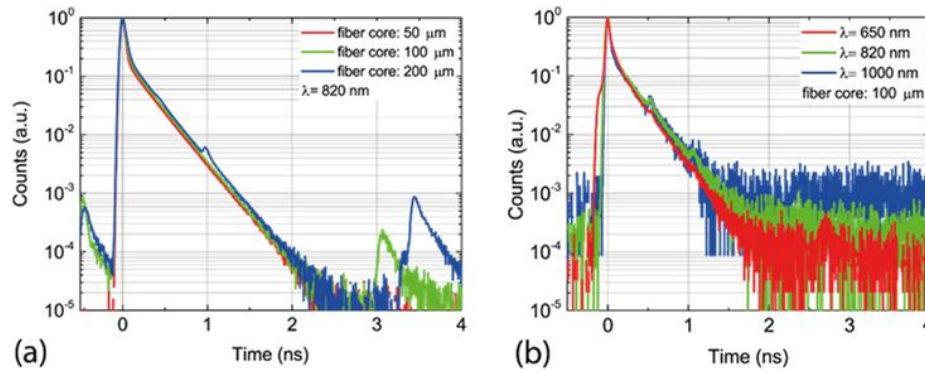 10⁰
10⁻¹
10⁻²
10⁻³
10⁻⁴
10⁻⁵
Counts (a.u.)
fiber core: 50 μm
fiber core: 100 μm
fiber core: 200 μm
λ= 820 nm
0 1 2 3 4
Time (ns)
(a)
10⁰
10⁻¹
10⁻²
10⁻³
10⁻⁴
10⁻⁵
Counts (a.u.)
λ= 650 nm
λ= 820 nm
λ= 1000 nm
fiber core: 100 μm
0 1 2 3 4
Time (ns)
(b)